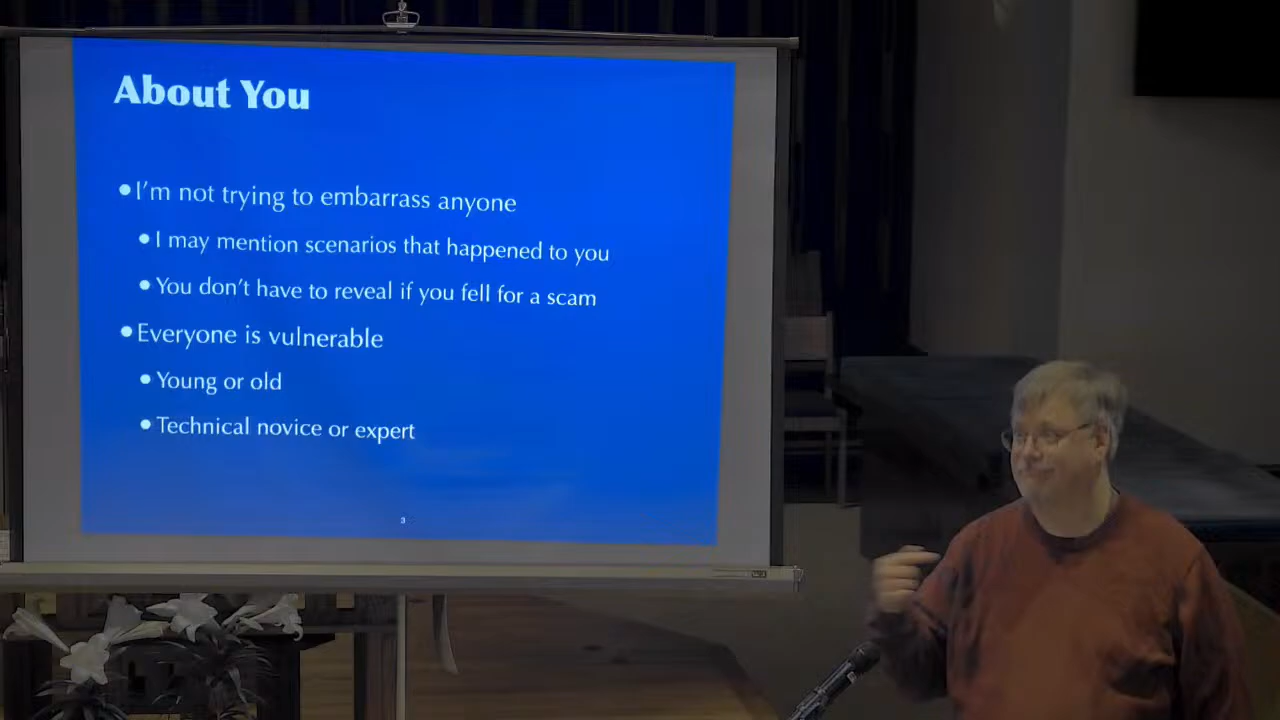 About You
•I'm not trying to embarrass anyone
•I may mention scenarios that happened to you
•You don't have to reveal if you fell for a scam
•Everyone is vulnerable
•Young or old
•Technical novice or expert
3